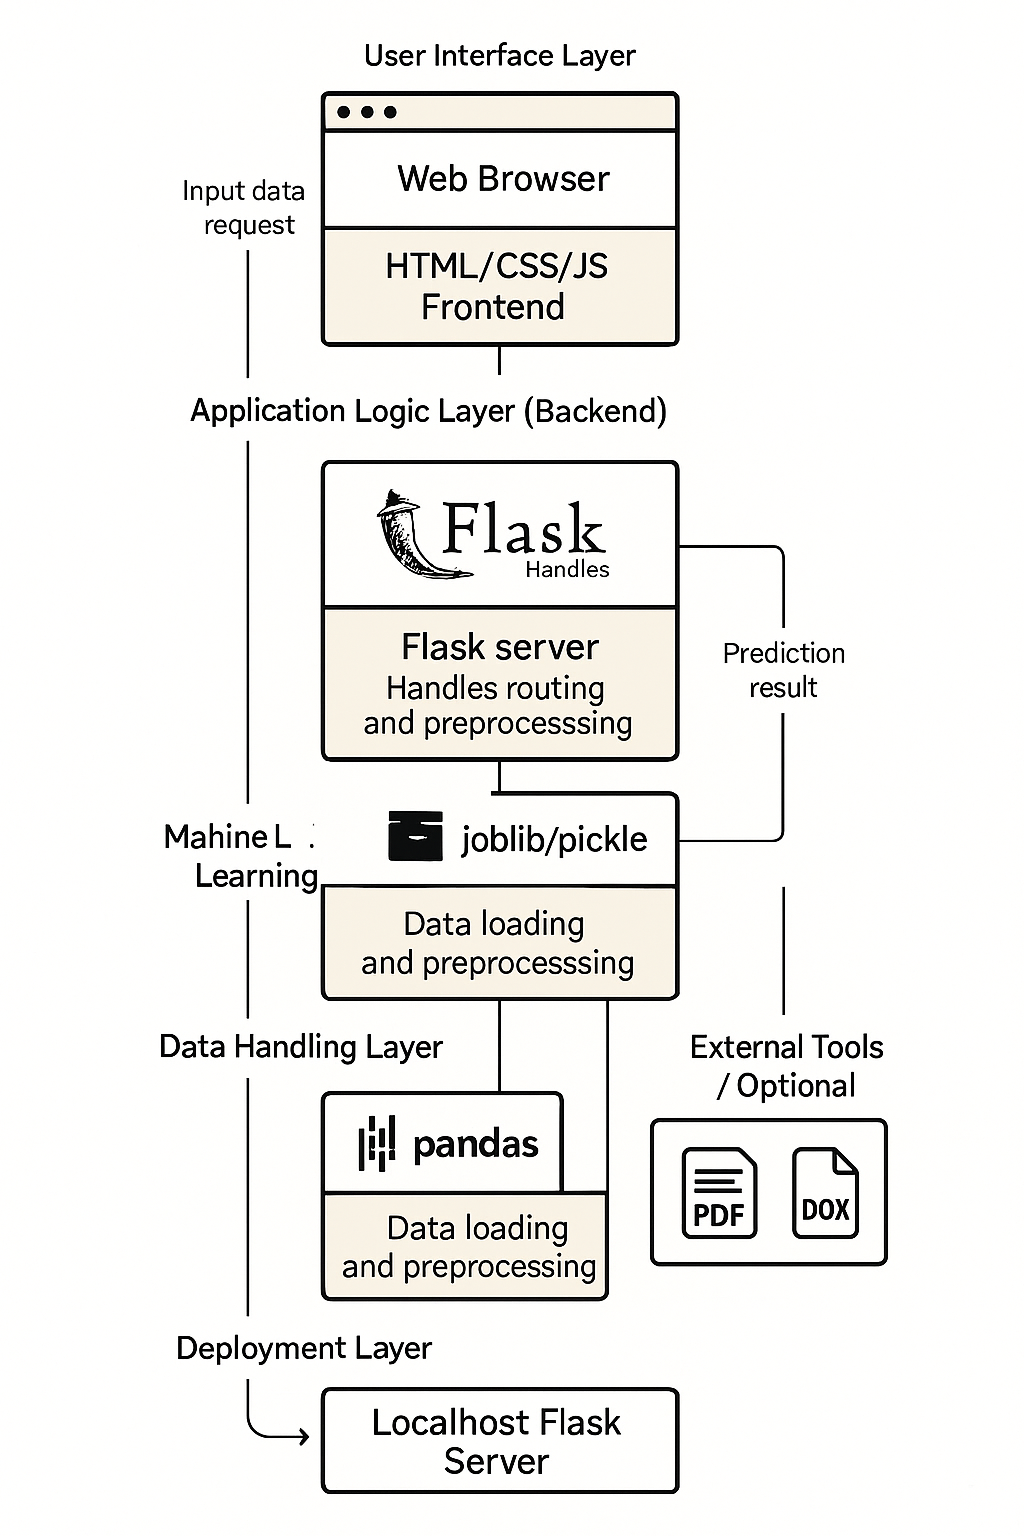 User Interface Layer
Web Browser
Input data
request
HTML/CSS/JS
Frontend
Application Logic Layer (Backend)
Flask
Handles
Flask server
Handles routing
and preprocesssing
Prediction
result
Mahine L .
Learning
joblib/pickle
Data loading
and preprocesssing
Data Handling Layer
External Tools
/ Optional
pandas
PDF
DOX
Data loading
and preprocessing
Deployment Layer
Localhost Flask
Server